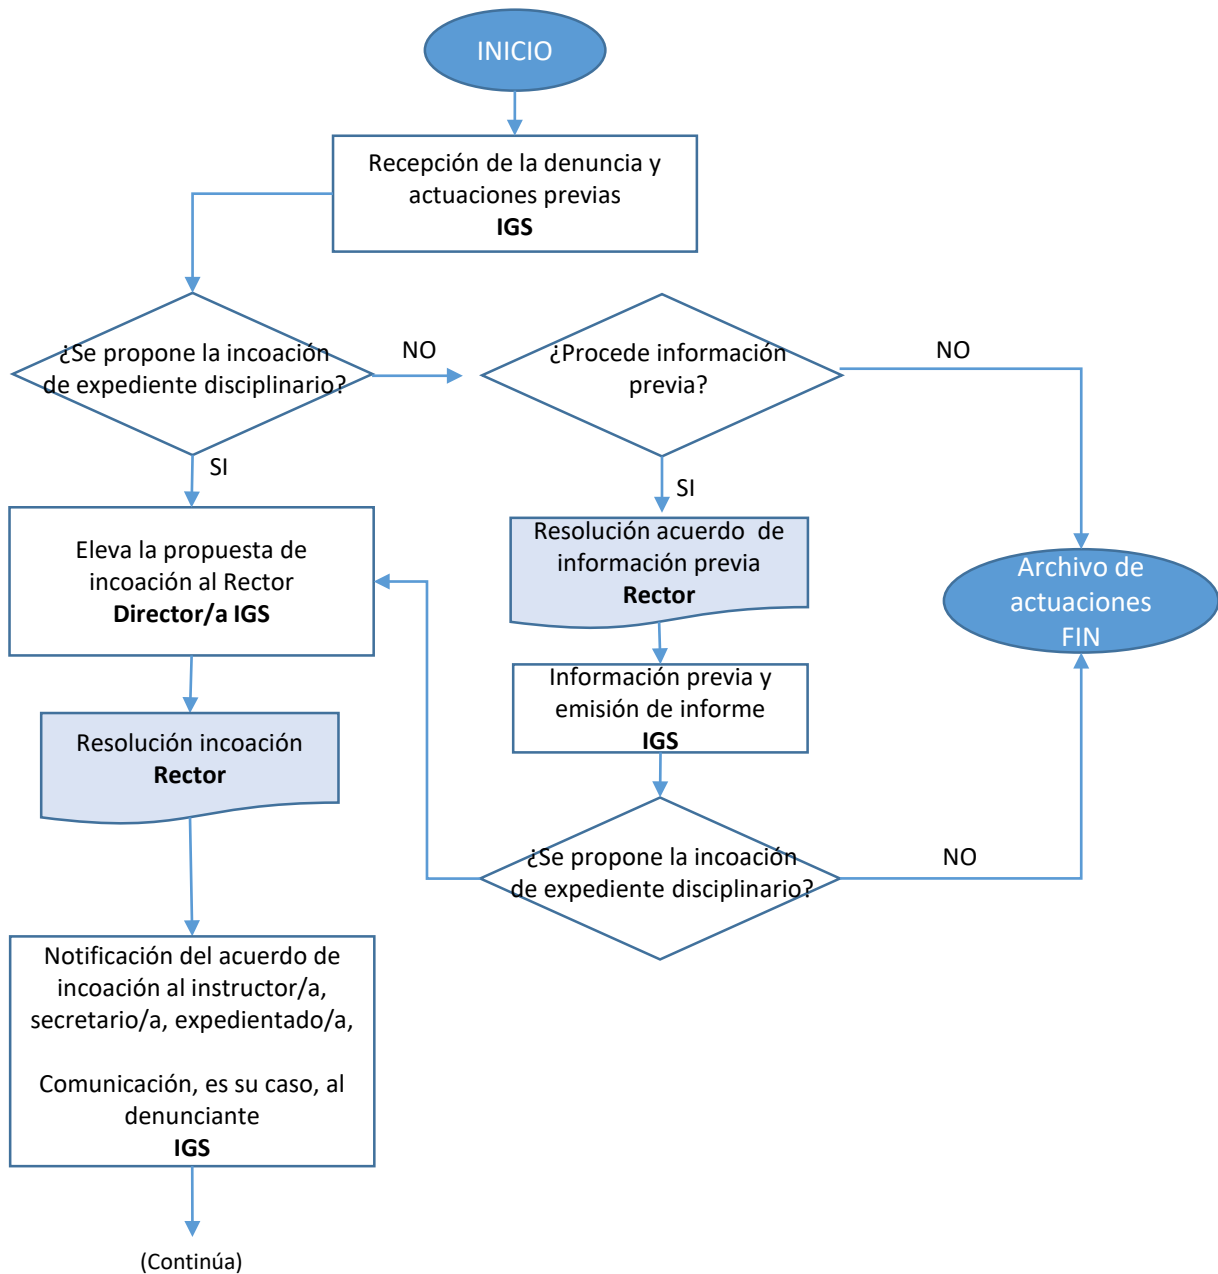 INICIO
Recepción de la denuncia y
actuaciones previas
IGS
¿Se propone la incoación
de expediente disciplinario?
NO
¿Procede información
previa?
NO
SI
SI
Eleva la propuesta de
incoación al Rector
Director/a IGS
Resolución acuerdo de
información previa
Rector
Archivo de
actuaciones
FIN
Información previa y
emisión de informe
IGS
Resolución incoación
Rector
¿Se propone la incoación
de expediente disciplinario?
NO
Notificación del acuerdo de
incoación al instructor/a,
secretario/a, expedientado/a,
Comunicación, es su caso, al
denunciante
IGS
(Continúa)